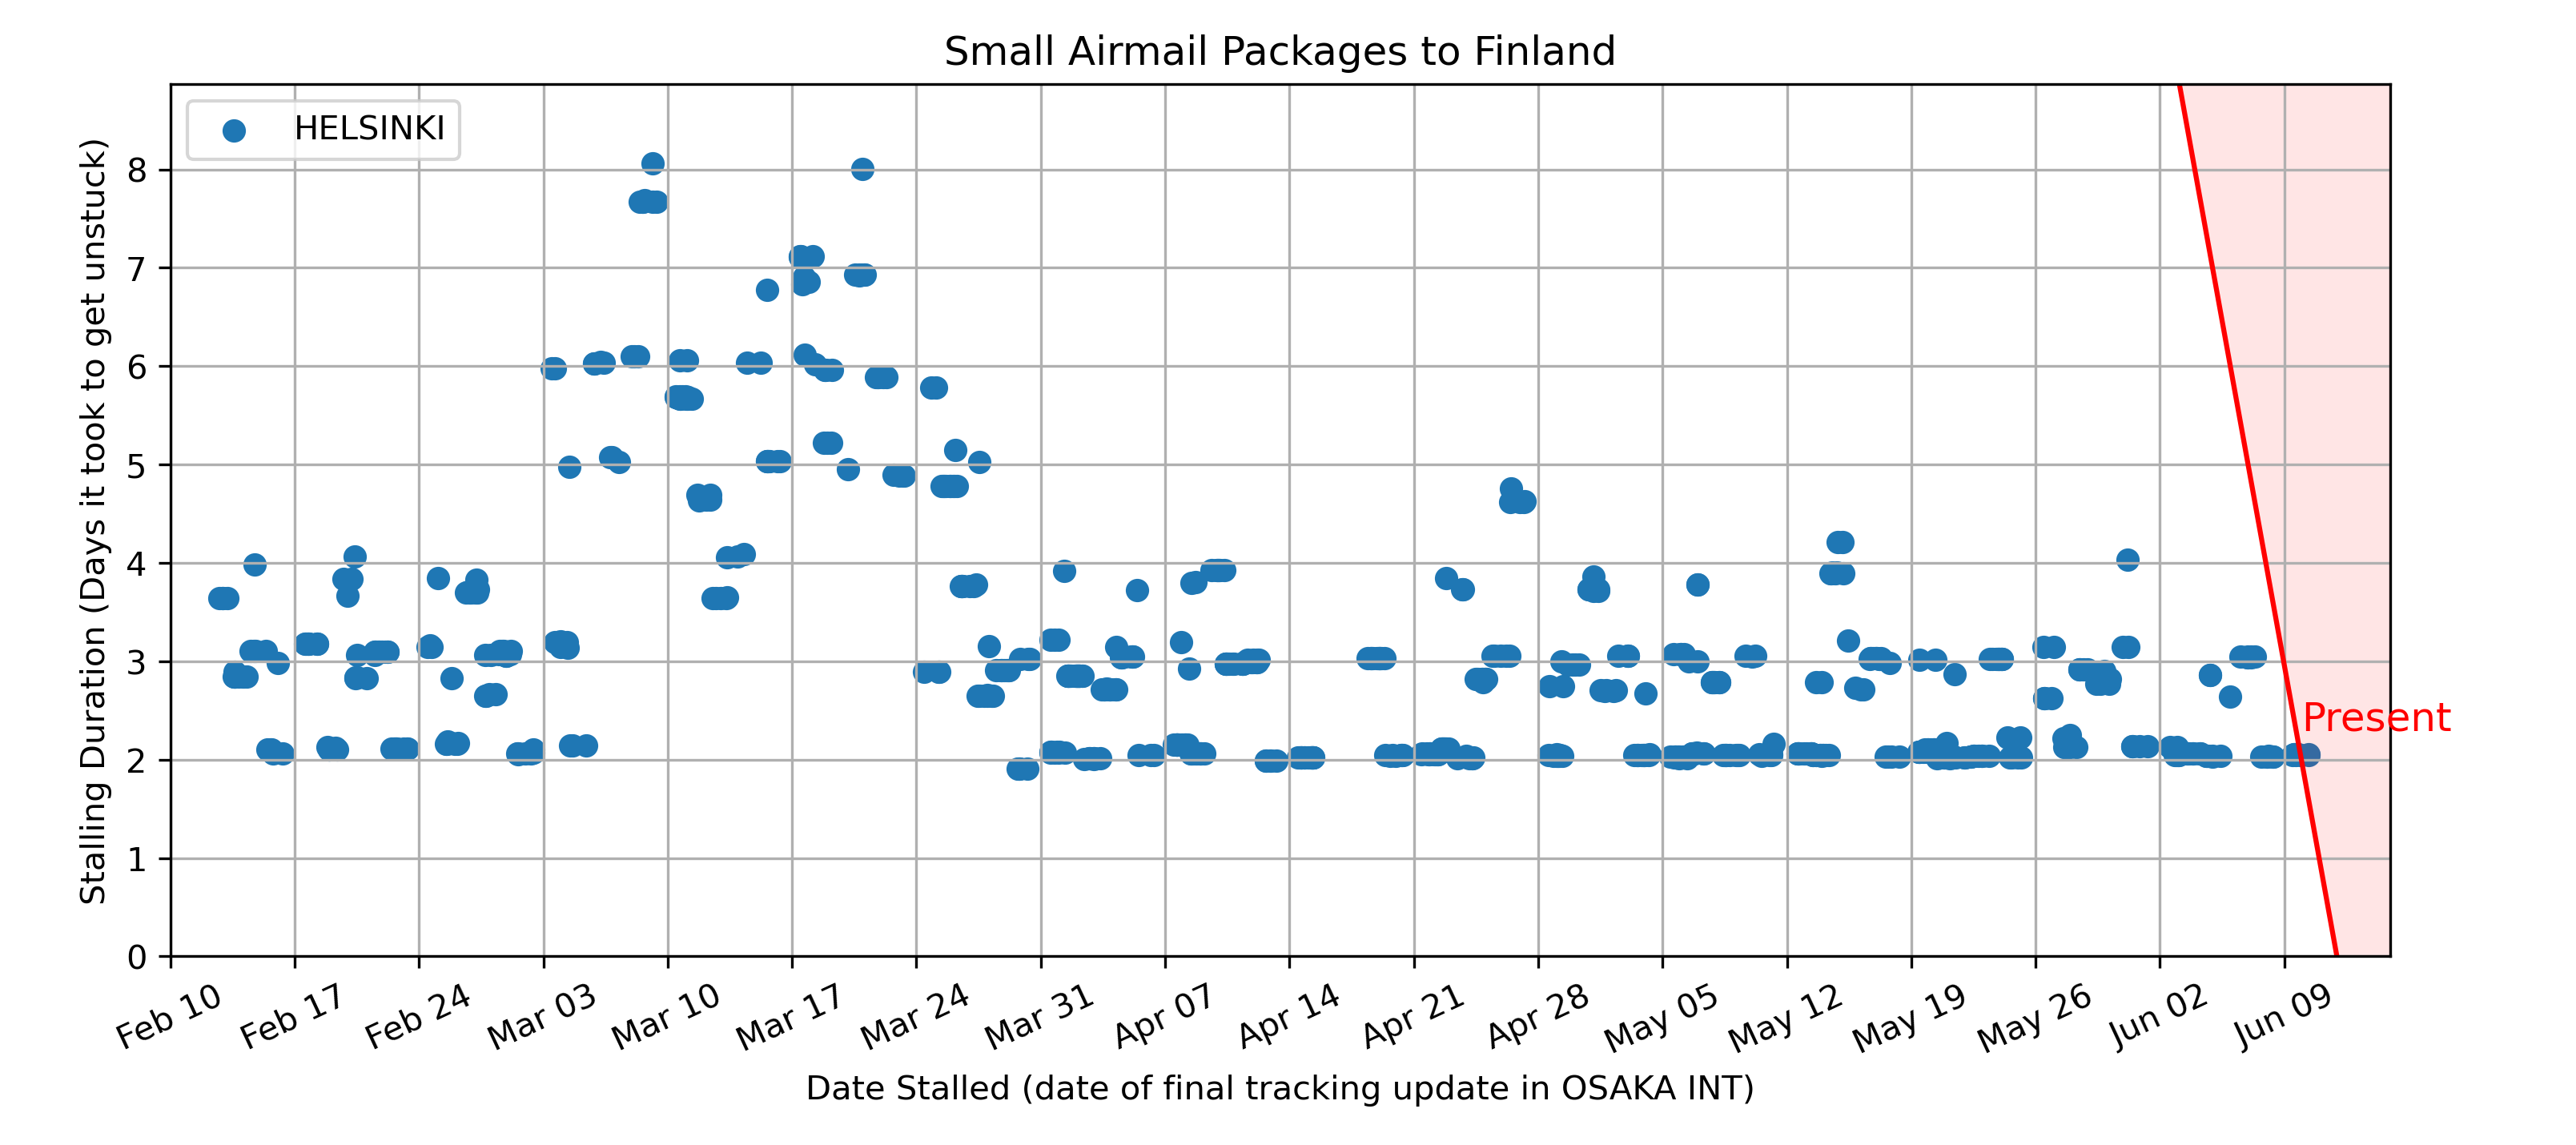 Small Airmail Packages to Finland
HELSINKI
Stalling Duration (Days it took to get unstuck)
8
7
6
5
4
3
2
1
0
Present
Feb 10
Feb 17
Feb 24
Mar 03
Mar 10
Mar 17
Mar 24
Mar 31
Apr 07
Apr 14
Apr 21
Apr 28
May 05
May 12
May 19
May 26
Jun 02
Jun 09
Date Stalled (date of final tracking update in OSAKA INT)